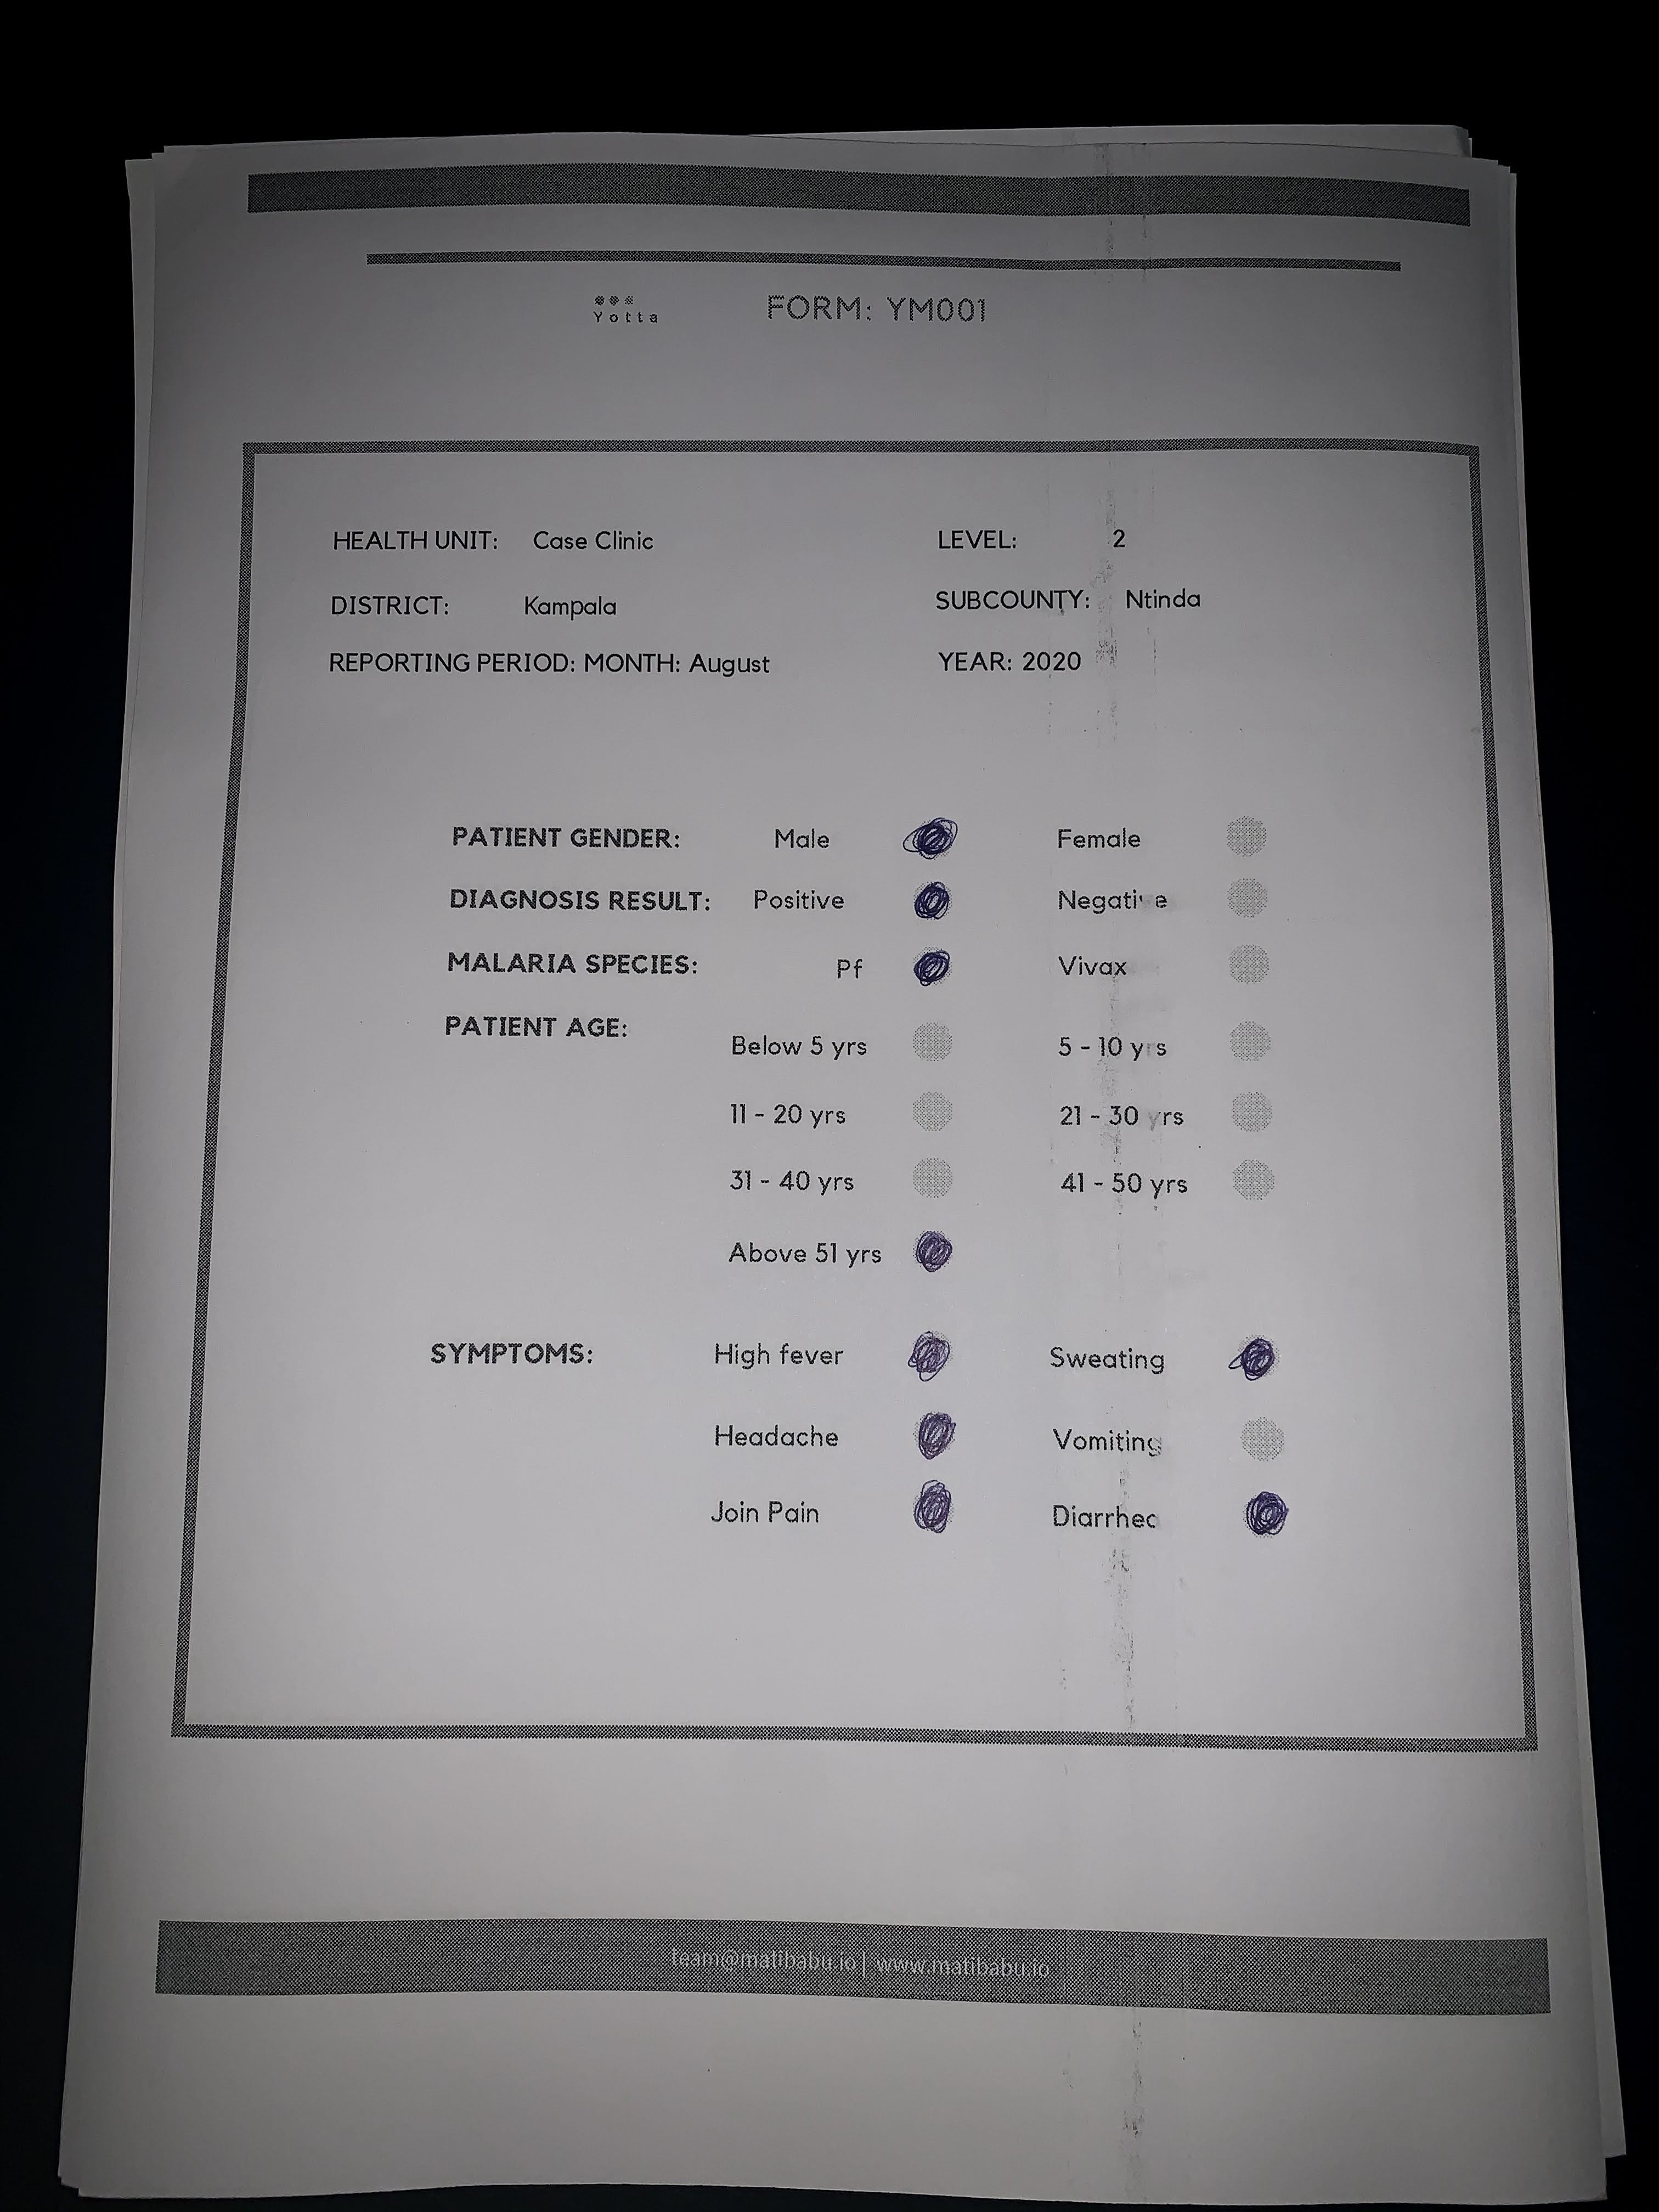 Yotta FORM: YM001
HEALTH UNIT: Case Clinic LEVEL: 2
DISTRICT: Kampala SUBCOUNTY: Ntinda
REPORTING PERIOD: MONTH: August YEAR: 2020
PATIENT GENDER: Male Female
DIAGNOSIS RESULT: Positive Negative
MALARIA SPECIES: Pf Vivax
PATIENT AGE:
Below 5 yrs 5 - 10 yrs
11 - 20 yrs 21 - 30 yrs
31 - 40 yrs 41 - 50 yrs
Above 51 yrs
SYMPTOMS: High fever Sweating
Headache Vomiting
Join Pain Diarrhea
team@matibabu.io | www.matibabu.io